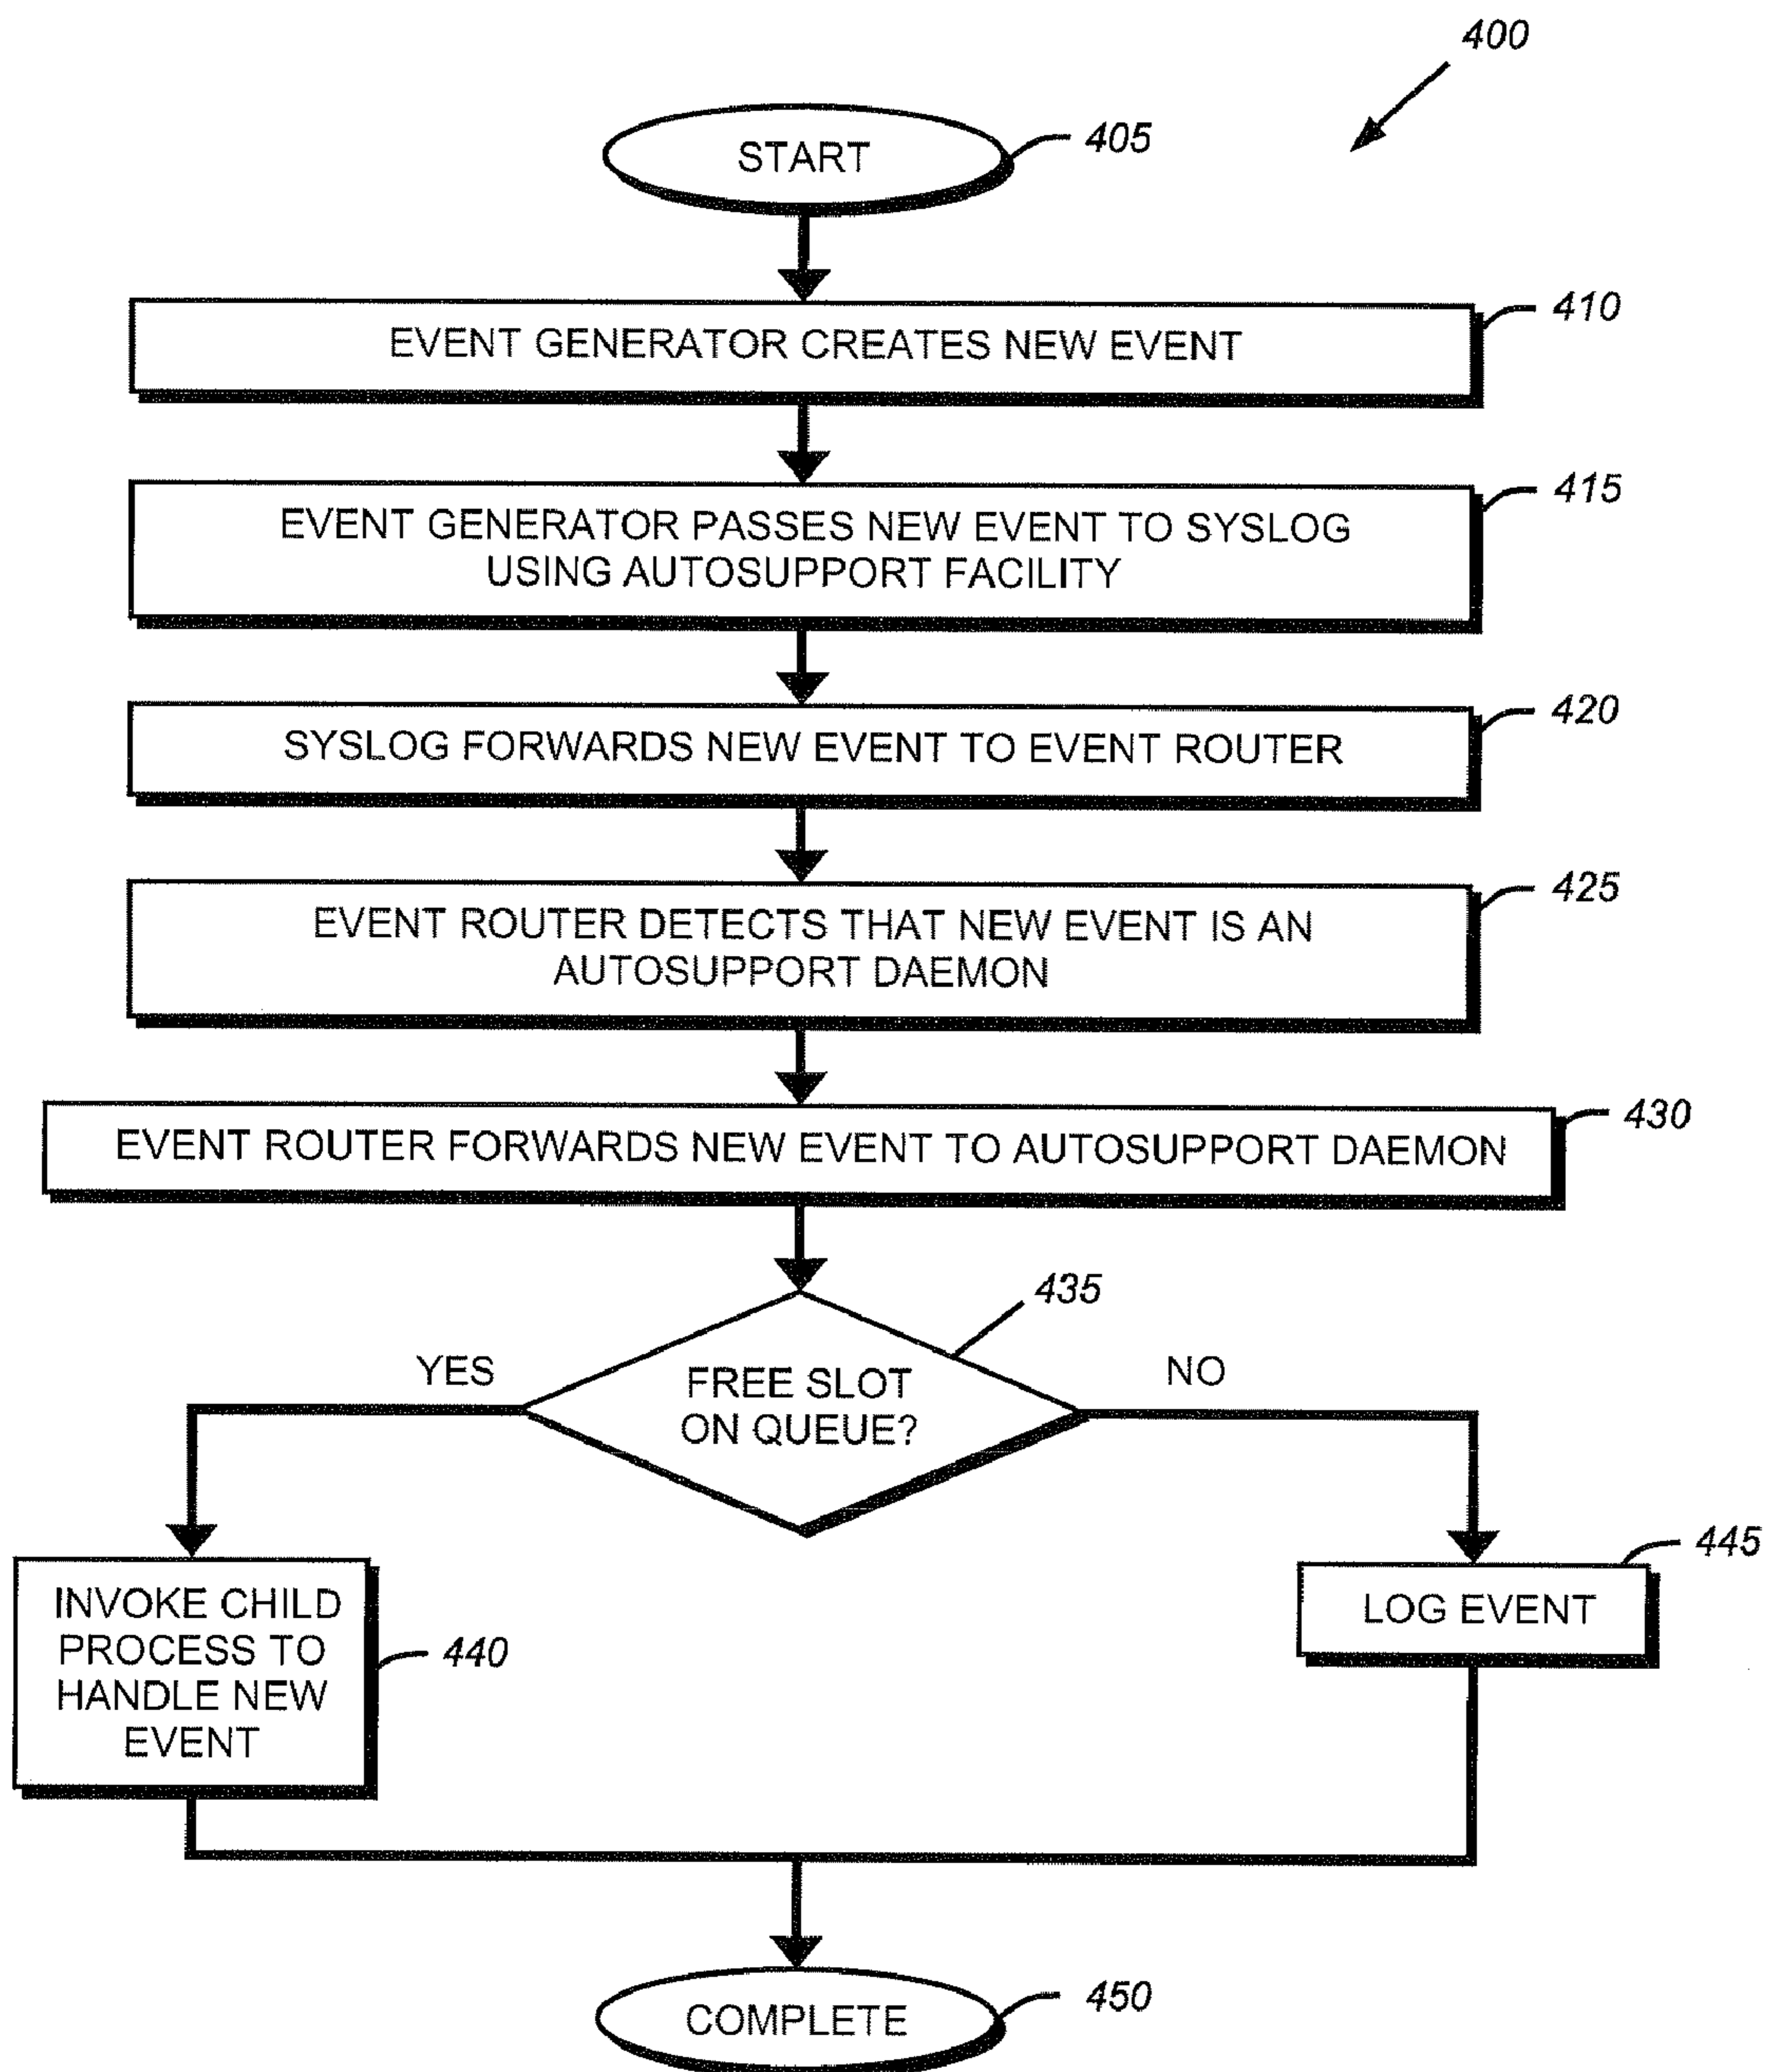 400
START
405
EVENT GENERATOR CREATES NEW EVENT
410
EVENT GENERATOR PASSES NEW EVENT TO SYSLOG
USING AUTOSUPPORT FACILITY
415
SYSLOG FORWARDS NEW EVENT TO EVENT ROUTER
420
EVENT ROUTER DETECTS THAT NEW EVENT IS AN
AUTOSUPPORT DAEMON
425
EVENT ROUTER FORWARDS NEW EVENT TO AUTOSUPPORT DAEMON
430
435
YES
FREE SLOT
ON QUEUE?
NO
INVOKE CHILD
PROCESS TO
HANDLE NEW
EVENT
440
LOG EVENT
445
COMPLETE
450